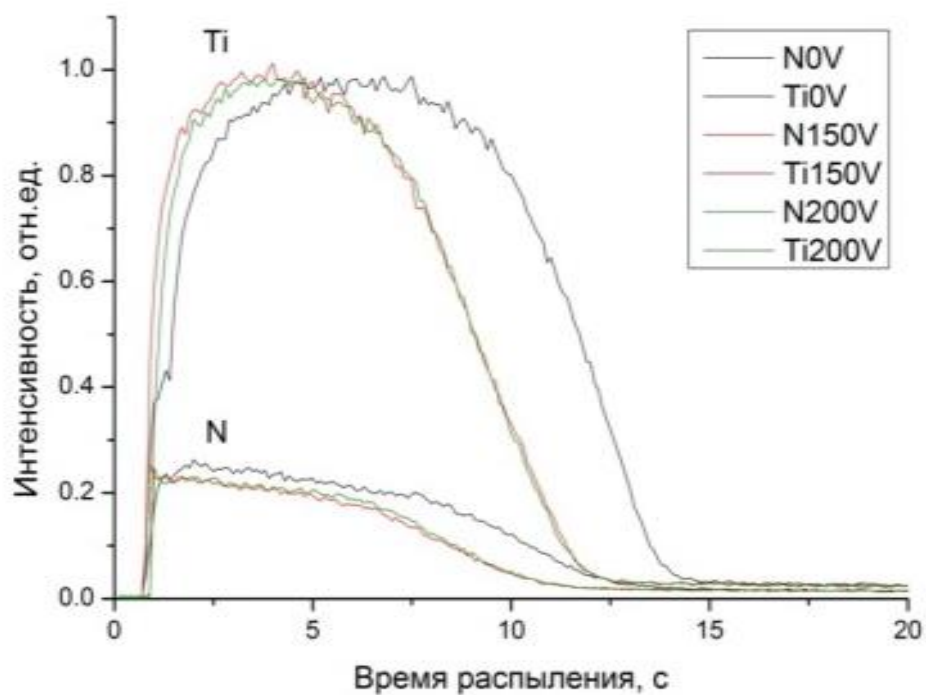 Ti
N
N0V
Ti0V
N150V
Ti150V
N200V
Ti200V
Интенсивность, отн.ед.
1.0
0.8
0.6
0.4
0.2
0.0
0
5
10
15
20
Время распыления, с